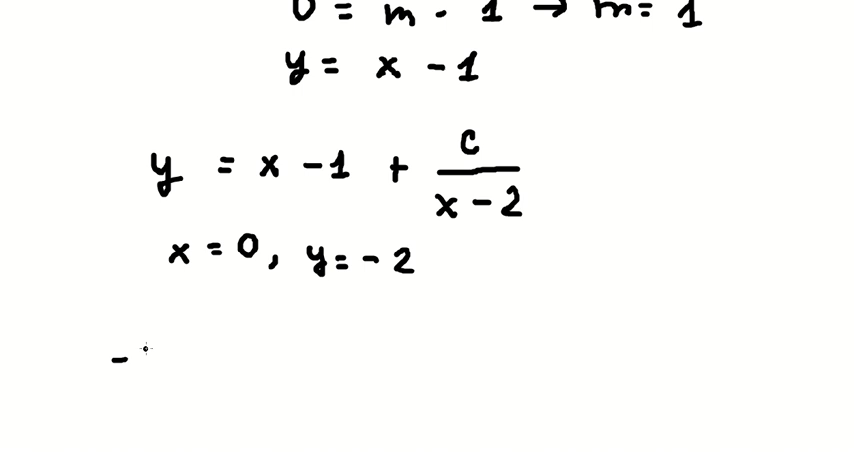 0 = m - 1 → m = 1
y = x - 1
y = x - 1 + c/(x - 2)
x = 0, y = - 2
-